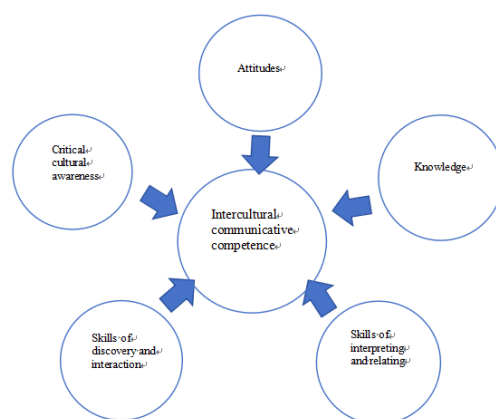 Attitudes
Critical
cultural
awareness
Knowledge
Intercultural
communicative
competence
Skills of
discovery and
interaction
Skills of
interpreting
and relating